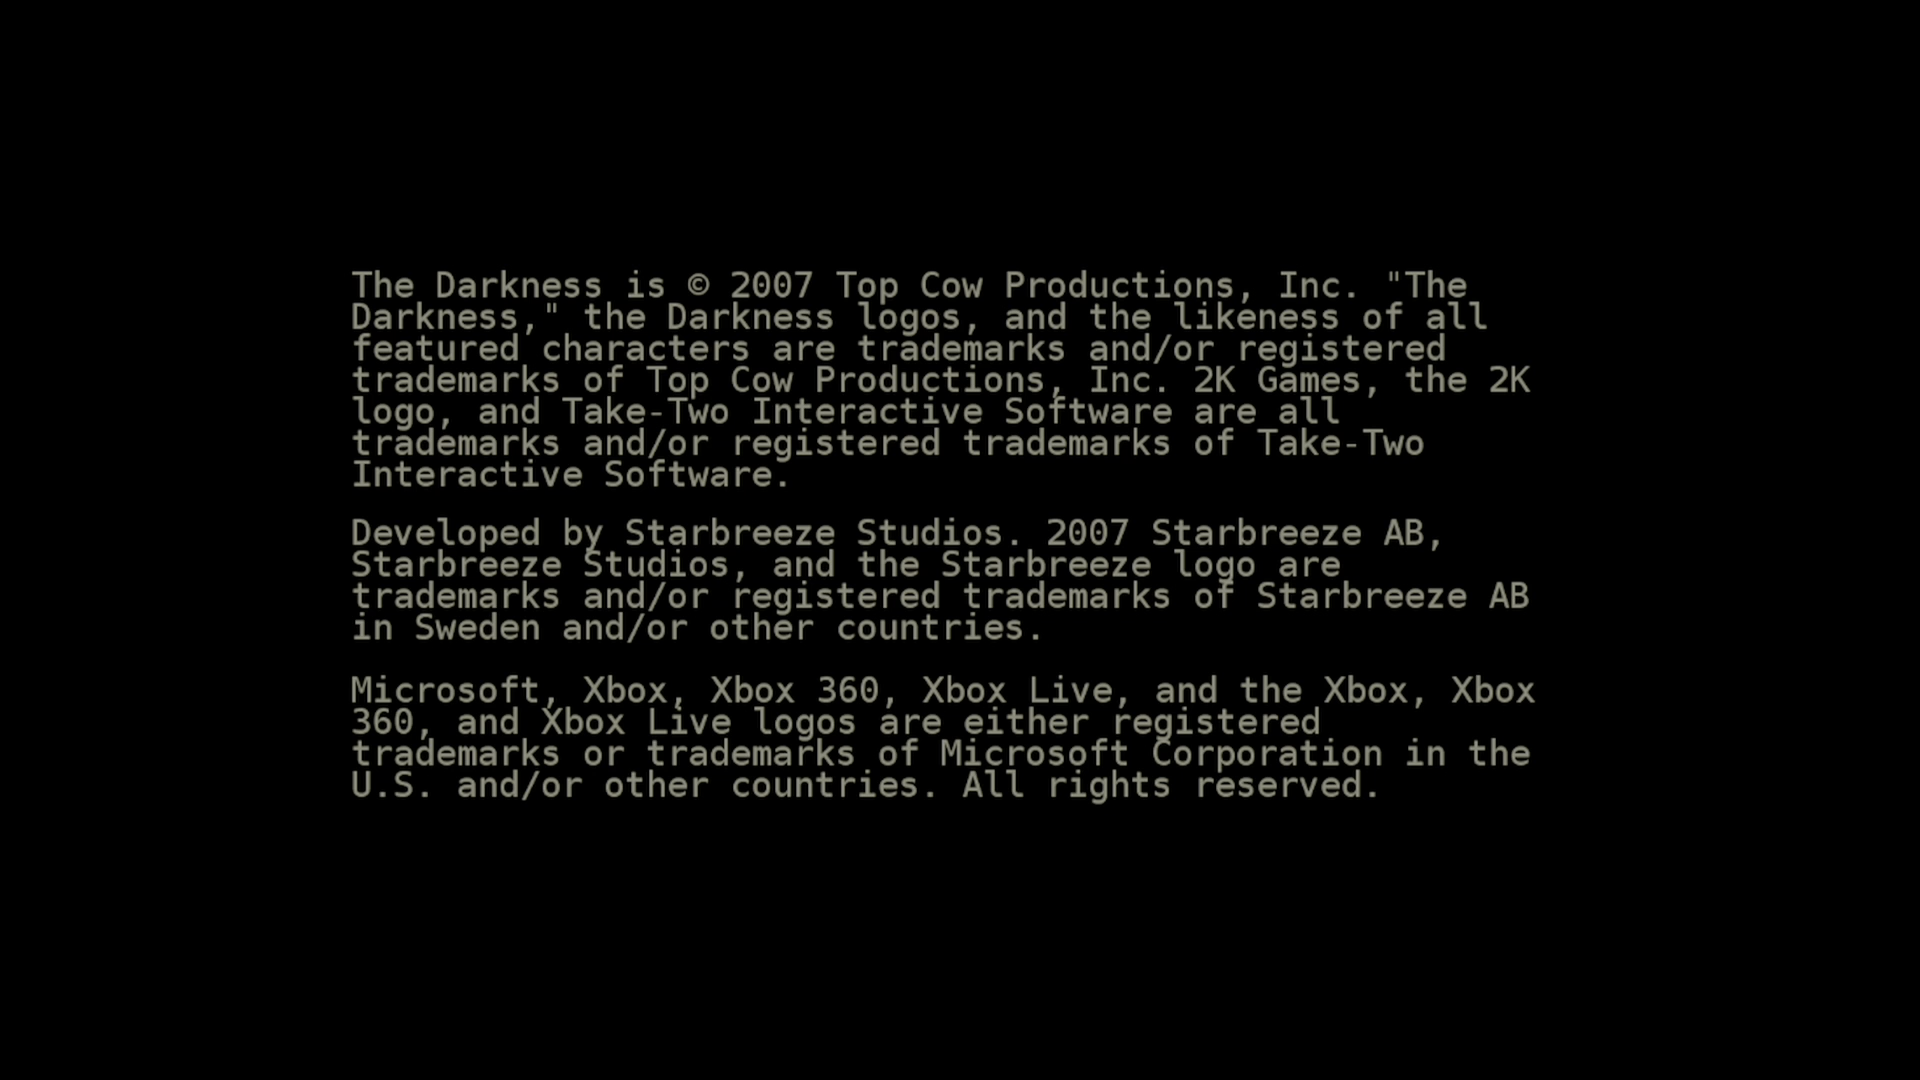 The Darkness is © 2007 Top Cow Productions, Inc. "The
Darkness," the Darkness logos, and the likeness of all
featured characters are trademarks and/or registered
trademarks of Top Cow Productions, Inc. 2K Games, the 2K
logo, and Take-Two Interactive Software are all
trademarks and/or registered trademarks of Take-Two
Interactive Software.
Developed by Starbreeze Studios. 2007 Starbreeze AB,
Starbreeze Studios, and the Starbreeze logo are
trademarks and/or registered trademarks of Starbreeze AB
in Sweden and/or other countries.
Microsoft, Xbox, Xbox 360, Xbox Live, and the Xbox, Xbox
360, and Xbox Live logos are either registered
trademarks or trademarks of Microsoft Corporation in the
U.S. and/or other countries. All rights reserved.